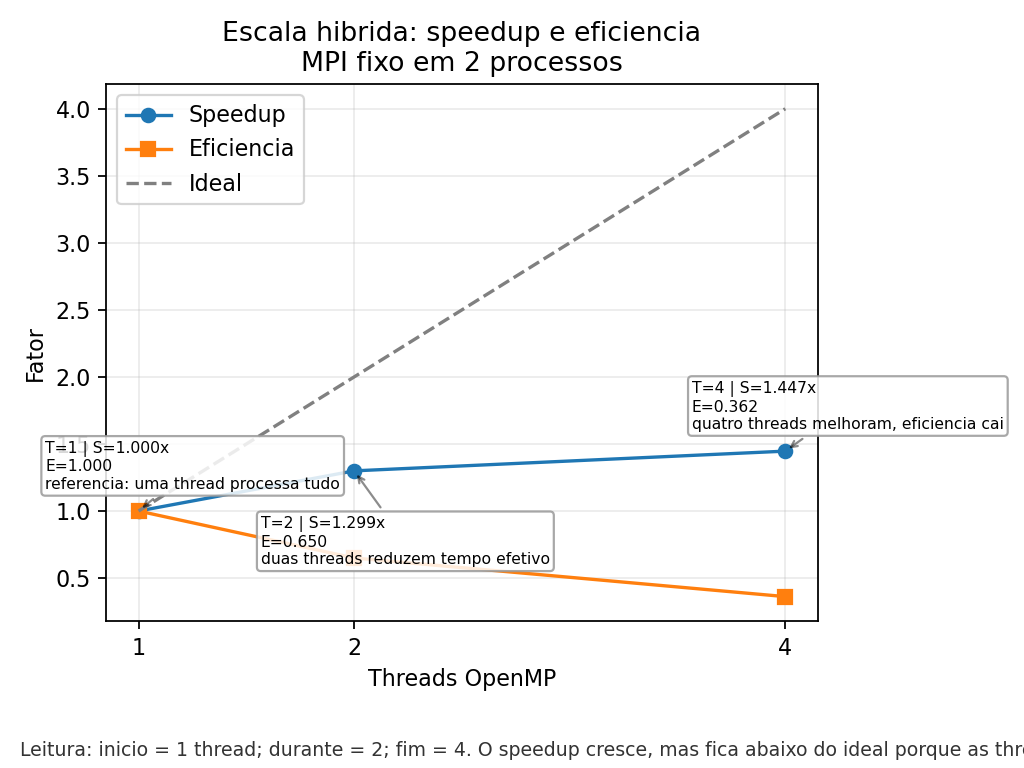 Escala hibrida: speedup e eficiencia
MPI fixo em 2 processos
Speedup
Eficiencia
Ideal
4.0
3.5
3.0
2.5
2.0
1.5
1.0
0.5
Fator
T=1 | S=1.000x
E=1.000
referencia: uma thread processa tudo
T=2 | S=1.299x
E=0.650
duas threads reduzem tempo efetivo
T=4 | S=1.447x
E=0.362
quatro threads melhoram, eficiencia cai
1
2
4
Threads OpenMP
Leitura: inicio = 1 thread; durante = 2; fim = 4. O speedup cresce, mas fica abaixo do ideal porque as